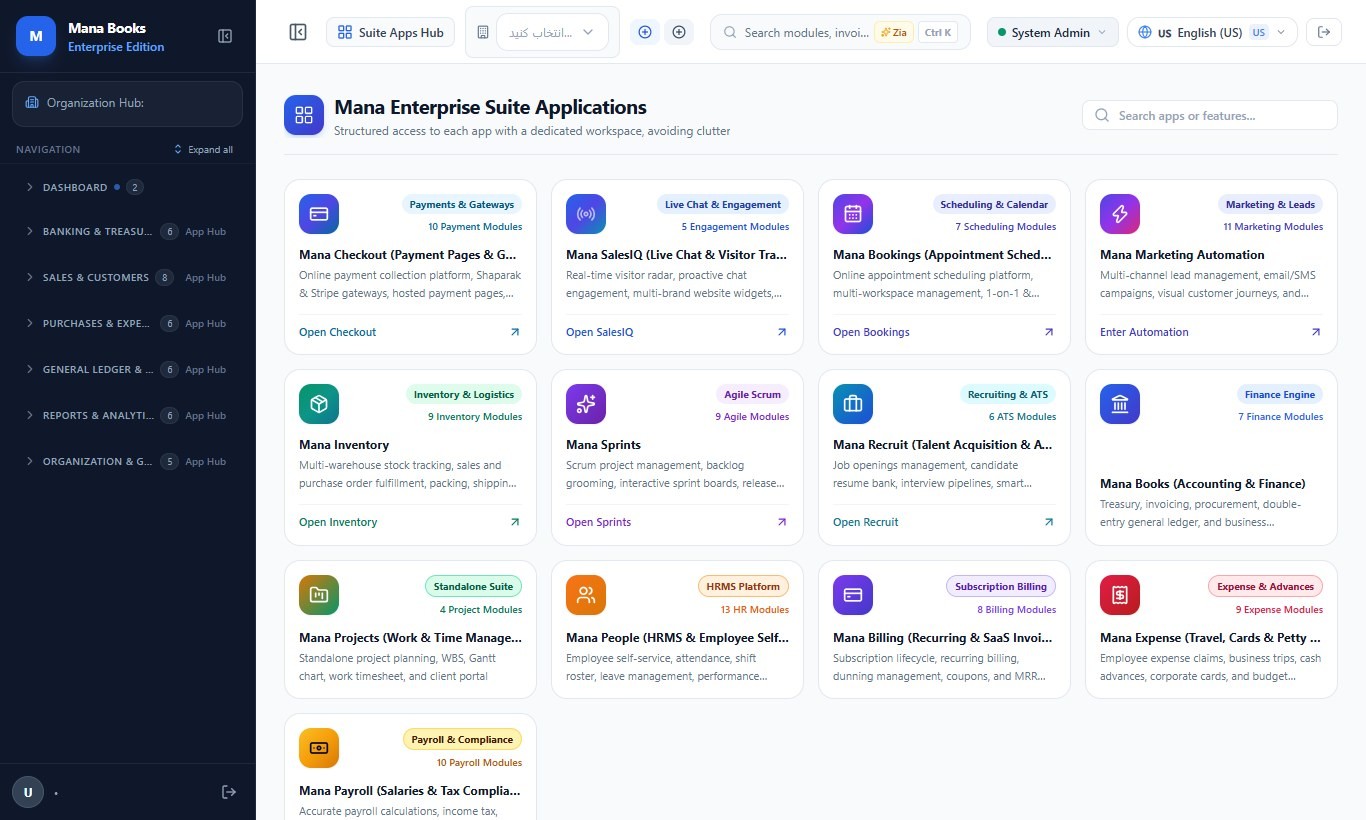 M
Mana Books
Enterprise Edition
Organization Hub:
NAVIGATION
Expand all
DASHBOARD 2
BANKING & TREASU... 6 App Hub
SALES & CUSTOMERS 8 App Hub
PURCHASES & EXPE... 6 App Hub
GENERAL LEDGER & ... 6 App Hub
REPORTS & ANALYTI... 6 App Hub
ORGANIZATION & G... 5 App Hub
U
Suite Apps Hub
انتخاب کنید...
Search modules, invoi...
Zia
Ctrl K
System Admin
US English (US) US
Mana Enterprise Suite Applications
Structured access to each app with a dedicated workspace, avoiding clutter
Search apps or features...
Payments & Gateways
10 Payment Modules
Mana Checkout (Payment Pages & G...
Online payment collection platform, Shaparak
& Stripe gateways, hosted payment pages,...
Open Checkout
Live Chat & Engagement
5 Engagement Modules
Mana SalesIQ (Live Chat & Visitor Tra...
Real-time visitor radar, proactive chat
engagement, multi-brand website widgets,...
Open SalesIQ
Scheduling & Calendar
7 Scheduling Modules
Mana Bookings (Appointment Sched...
Online appointment scheduling platform,
multi-workspace management, 1-on-1 &...
Open Bookings
Marketing & Leads
11 Marketing Modules
Mana Marketing Automation
Multi-channel lead management, email/SMS
campaigns, visual customer journeys, and...
Enter Automation
Inventory & Logistics
9 Inventory Modules
Mana Inventory
Multi-warehouse stock tracking, sales and
purchase order fulfillment, packing, shippin...
Open Inventory
Agile Scrum
9 Agile Modules
Mana Sprints
Scrum project management, backlog
grooming, interactive sprint boards, release...
Open Sprints
Recruiting & ATS
6 ATS Modules
Mana Recruit (Talent Acquisition & A...
Job openings management, candidate
resume bank, interview pipelines, smart...
Open Recruit
Finance Engine
7 Finance Modules
Mana Books (Accounting & Finance)
Treasury, invoicing, procurement, double-
entry general ledger, and business...
Standalone Suite
4 Project Modules
Mana Projects (Work & Time Manage...
Standalone project planning, WBS, Gantt
chart, work timesheet, and client portal
HRMS Platform
13 HR Modules
Mana People (HRMS & Employee Self...
Employee self-service, attendance, shift
roster, leave management, performance...
Subscription Billing
8 Billing Modules
Mana Billing (Recurring & SaaS Invoi...
Subscription lifecycle, recurring billing,
dunning management, coupons, and MRR...
Expense & Advances
9 Expense Modules
Mana Expense (Travel, Cards & Petty ...
Employee expense claims, business trips, cash
advances, corporate cards, and budget...
Payroll & Compliance
10 Payroll Modules
Mana Payroll (Salaries & Tax Complia...
Accurate payroll calculations, income tax,